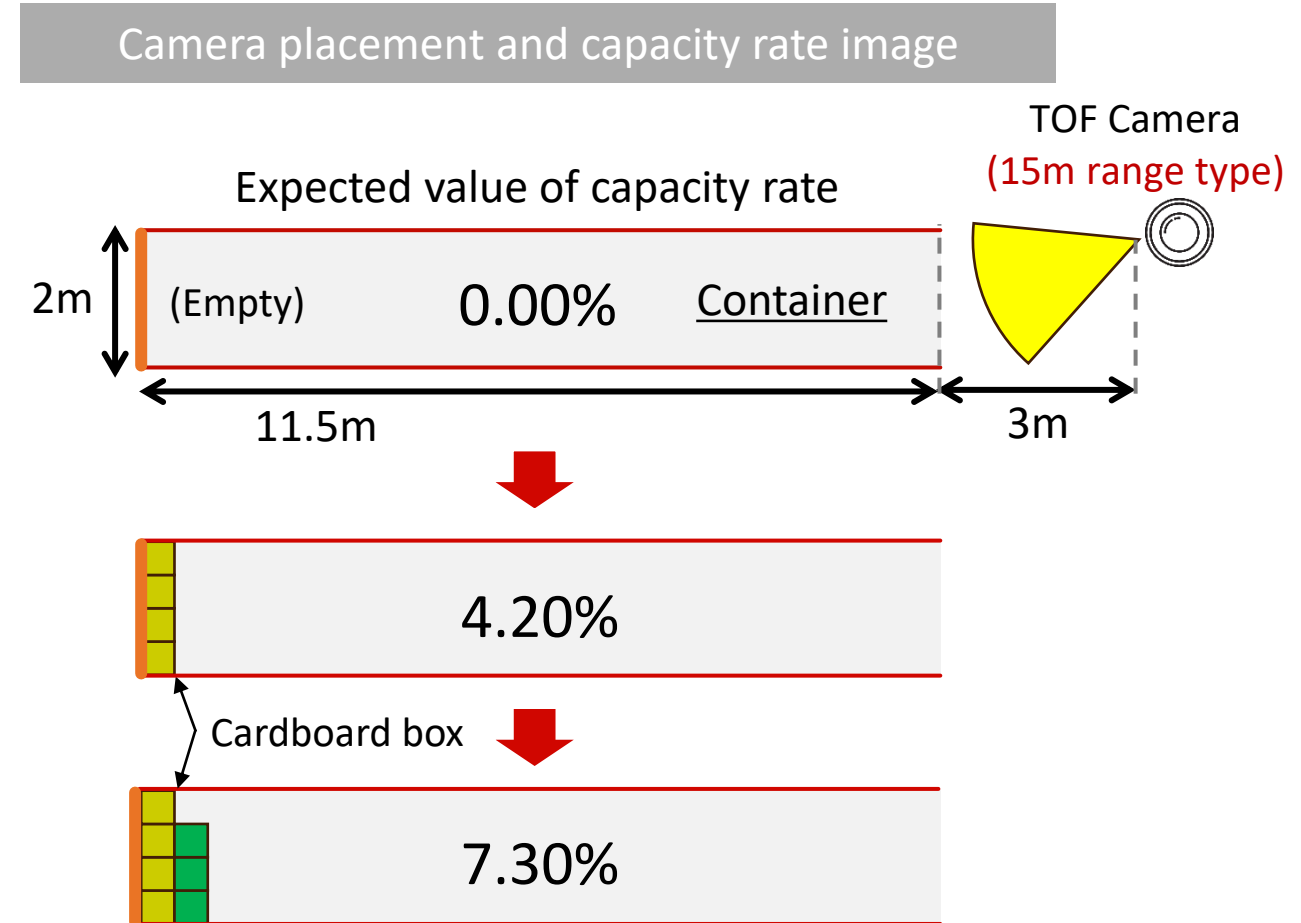 Camera placement and capacity rate image
TOF Camera
(15m range type)
Expected value of capacity rate
2m
(Empty)
0.00%
Container
11.5m
3m
4.20%
Cardboard box
7.30%